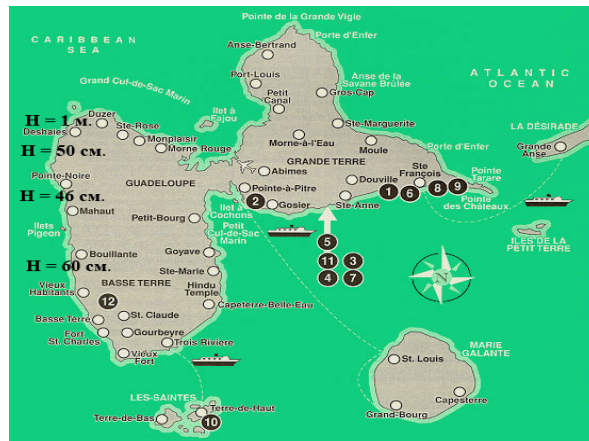 Pointe de la Grande Vigie
CARIBBEAN
SEA
Porte d'Enfer
Anse-Bertrand
Port-Louis
Anse de la
Savane Brûlée
ATLANTIC
OCEAN
Grand Cul-de-Sac Marin
Petit
Canal
Gros-Cap
H = 1 м.
Duzer
Ilet à
Fajou
Deshaies
Ste-Rose
Ste-Marguerite
LA DÉSIRADE
Monplaisir
Morne-à-l'Eau
Moule
Porte d'Enfer
Grande
Anse
H = 50 см.
Morne Rouge
GRANDE TERRE
Abimes
Ste
François
Pointe
Tarare
Pointe-Noire
GUADELOUPE
Pointe-à-Pitre
Douville
1
6
8
9
H = 46 см.
2
Gosier
Ste-Anne
Pointe
des Châteaux
Mahaut
Ilet à
Cochons
Petit-Bourg
Petit
Cul-de-Sac
Marin
Ilets
Pigeon
ILES DE LA
PETIT TERRE
5
Bouillante
Goyave
11
3
H = 60 см.
Ste-Marie
4
7
Vieux
Habitants
BASSE TERRE
Hindu
Temple
12
Capeterre-Belle-Eau
Basse Terre
St. Claude
Fort
St. Charles
Gourbeyre
Trois Rivière
MARIE
GALANTE
Vieux
Fort
St. Louis
LES-SAINTES
Capesterre
Terre-de-Bas
Terre-de-Haut
Grand-Bourg
10